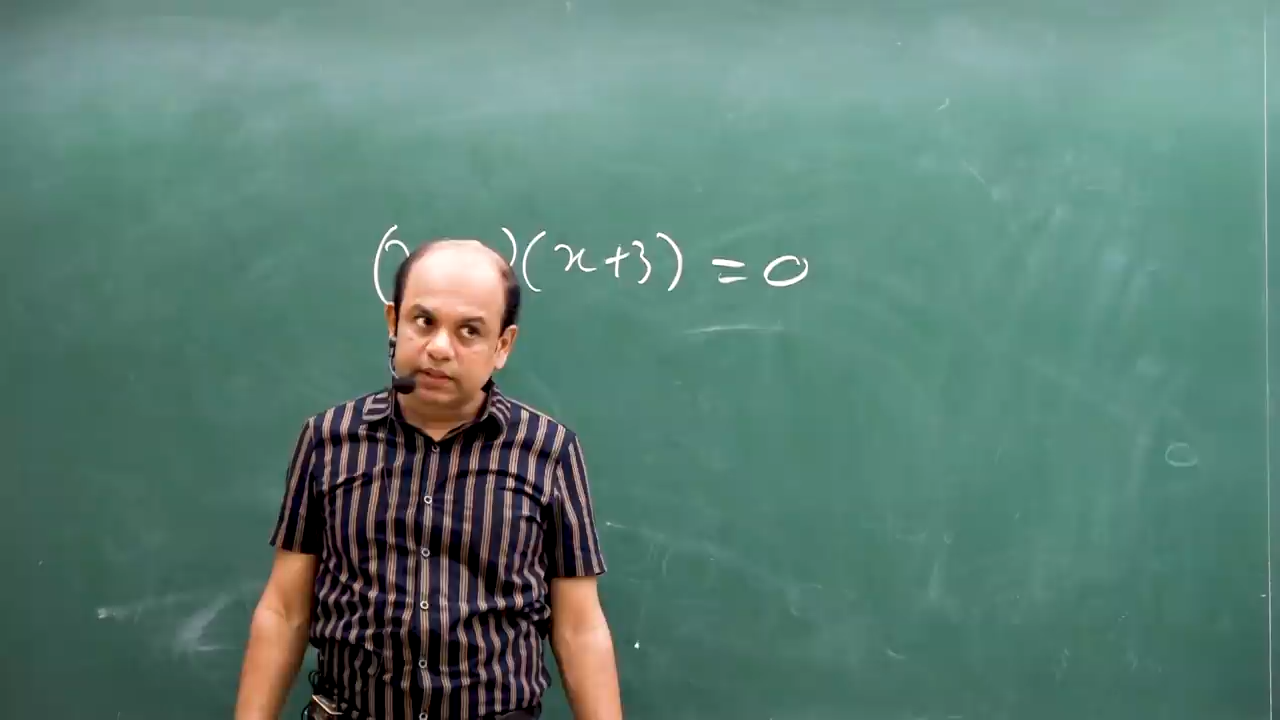 ( )(x+3) = 0